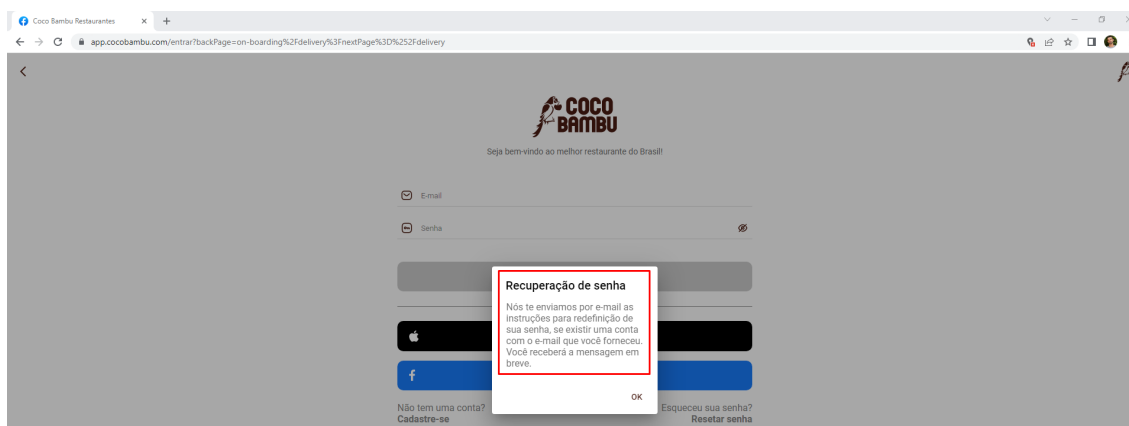 Coco Bambu Restaurantes
app.cocobambu.com/entrar?backPage=on-boarding%2Fdelivery%3FnextPage%3D%252Fdelivery
COCO
BAMBU
Seja bem-vindo ao melhor restaurante do Brasil!
E-mail
Senha
Recuperação de senha
Nós te enviamos por e-mail as
instruções para redefinição de
sua senha, se existir uma conta
com o e-mail que você forneceu.
Você receberá a mensagem em
breve.
OK
Não tem uma conta?
Cadastre-se
Esqueceu sua senha?
Resetar senha